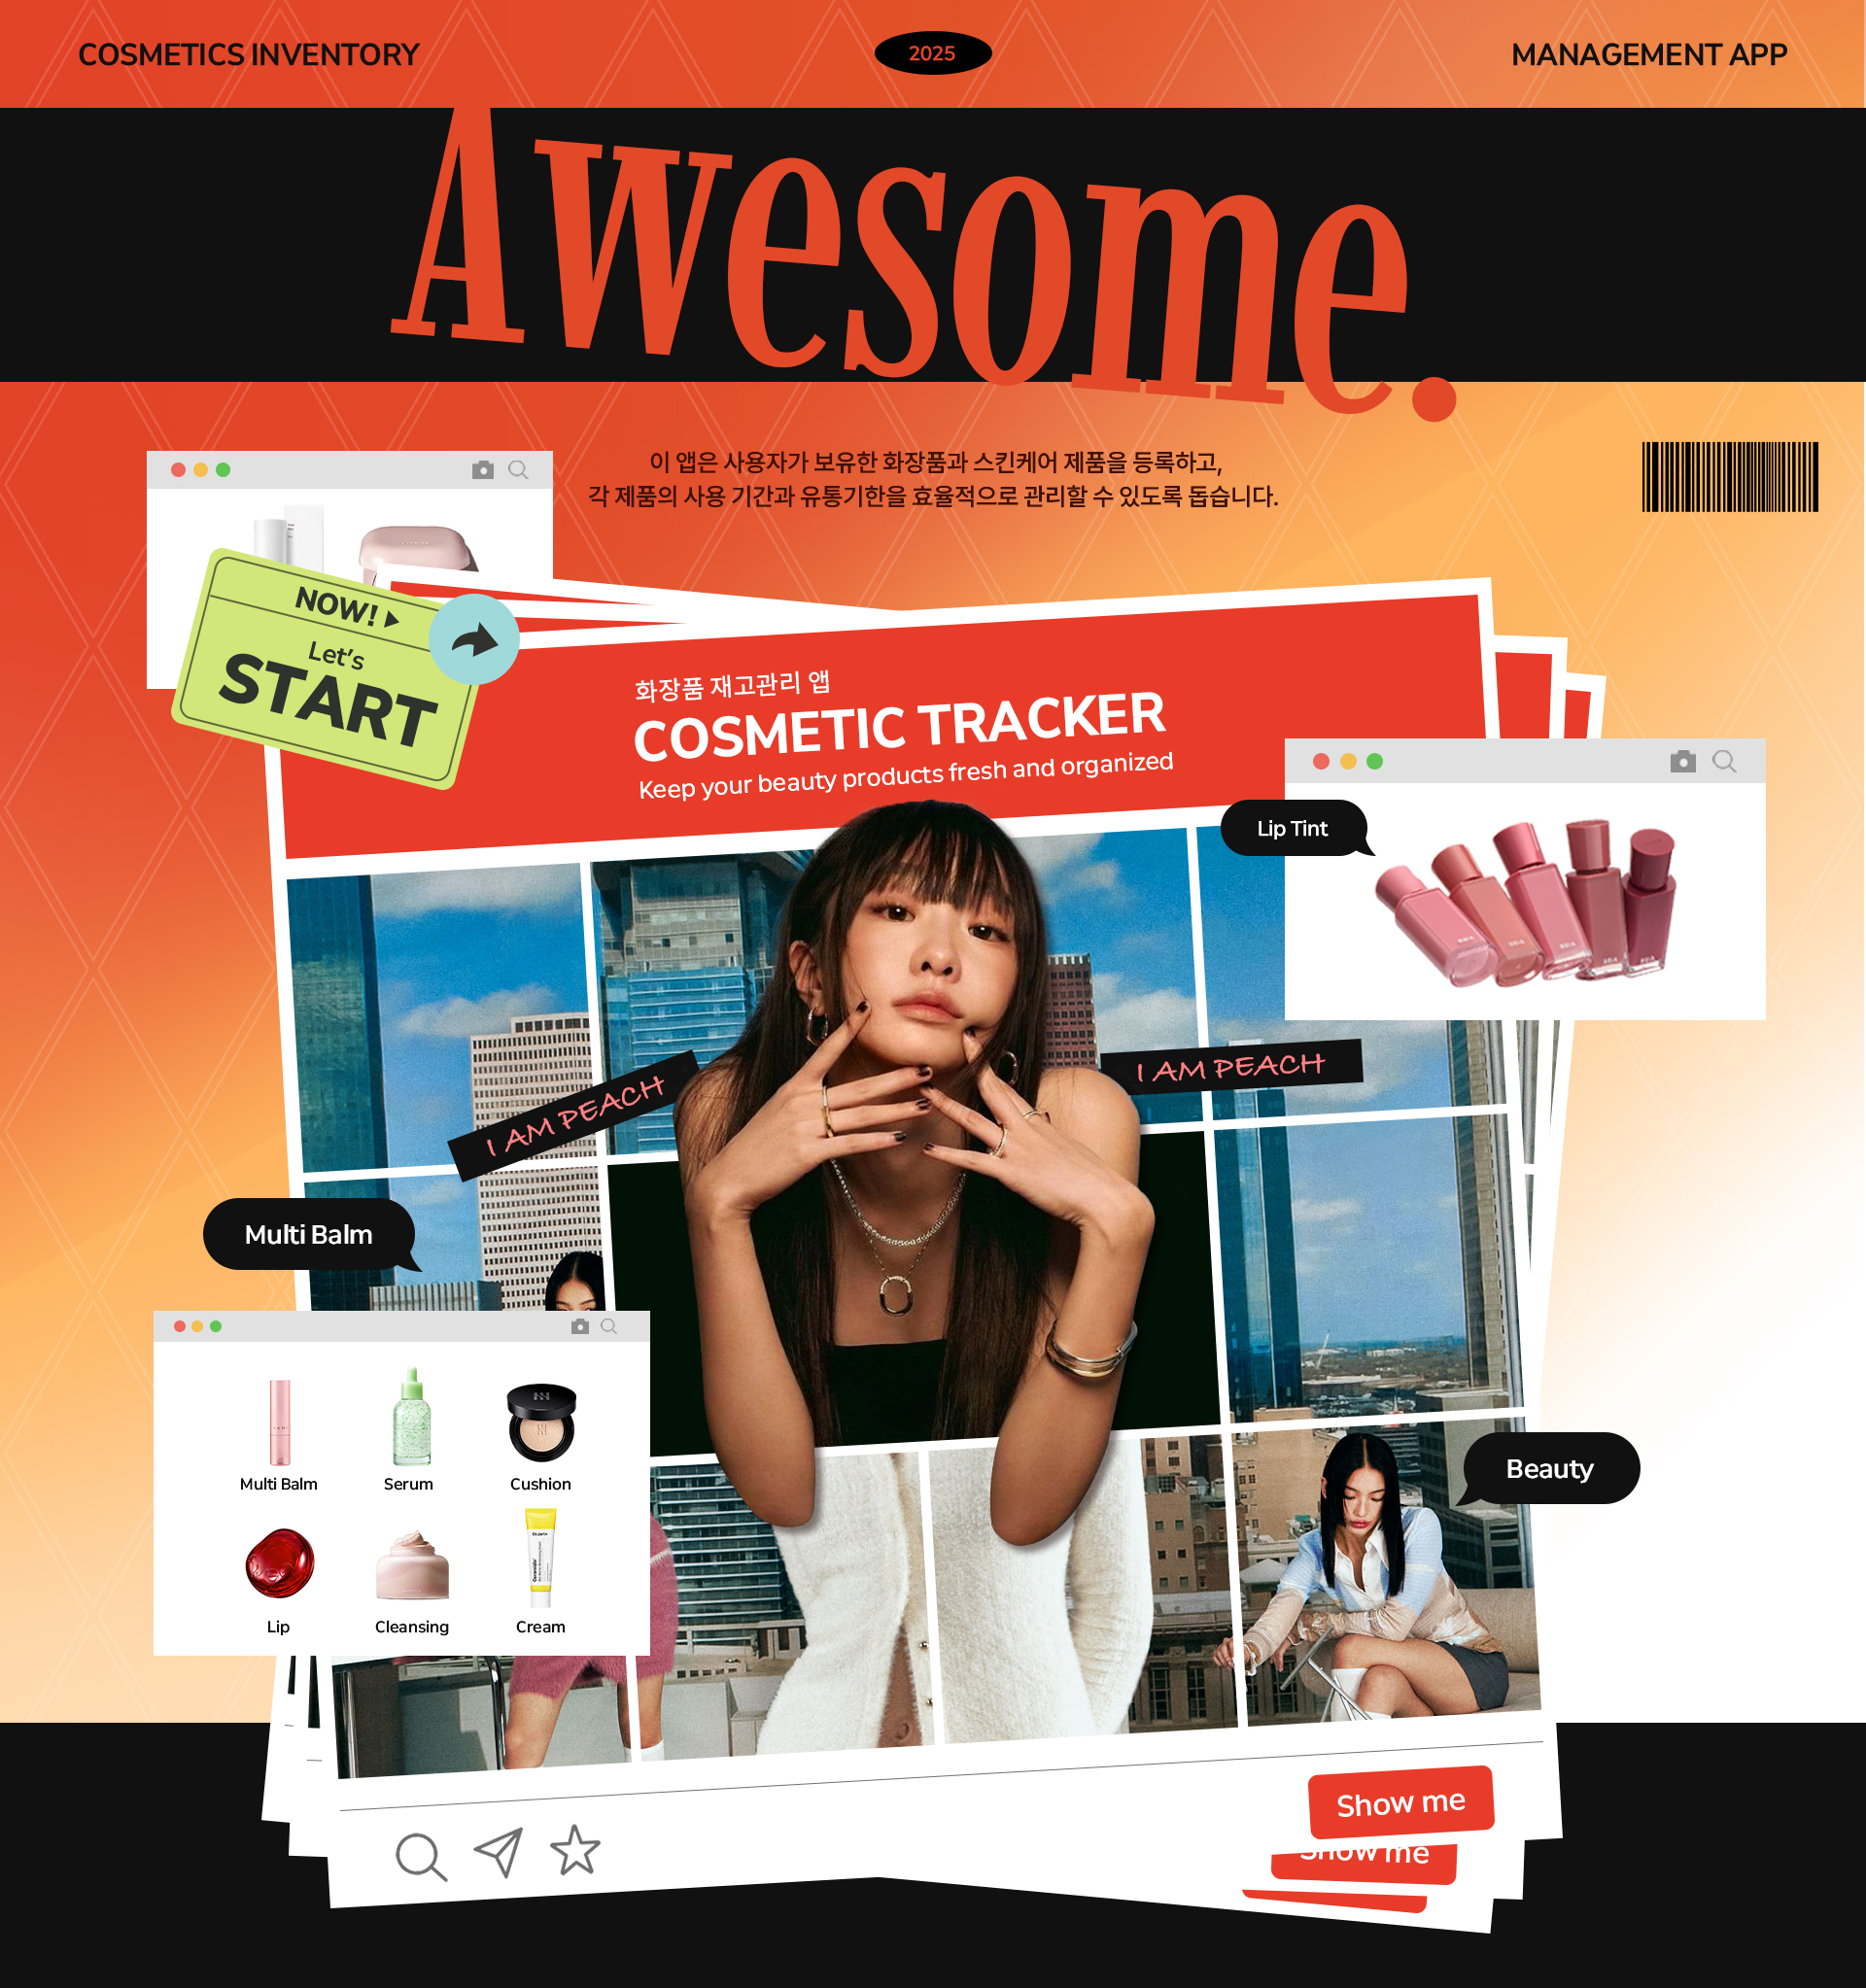 COSMETICS INVENTORY
2025
MANAGEMENT APP
Awesome.
이 앱은 사용자가 보유한 화장품과 스킨케어 제품을 등록하고,
각 제품의 사용 기간과 유통기한을 효율적으로 관리할 수 있도록 돕습니다.
NOW!
Let's
START
화장품 재고관리 앱
COSMETIC TRACKER
Keep your beauty products fresh and organized
Lip Tint
I AM PEACH
I AM PEACH
Multi Balm
Multi Balm
Serum
Cushion
Lip
Cleansing
Cream
Beauty
Show me
Show me